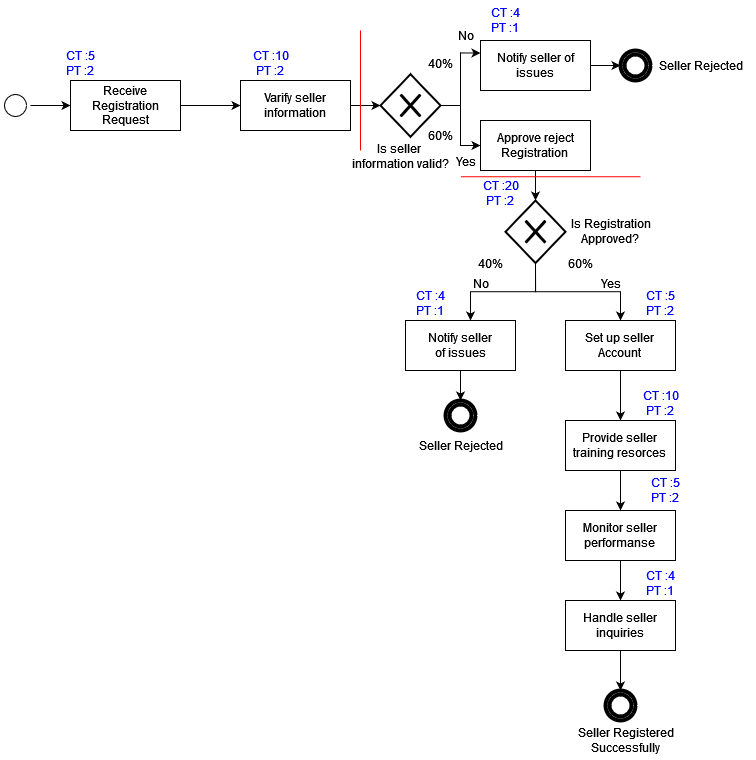 CT :4
PT :1
No
CT :5
PT :2
CT :10
PT :2
40%
Notify seller of
issues
Seller Rejected
Receive
Registration
Request
Varify seller
information
60%
Is seller
information valid?
Yes
Approve reject
Registration
CT :20
PT :2
Is Registration
Approved?
40%
60%
No
Yes
CT :4
PT :1
CT :5
PT :2
Notify seller
of issues
Set up seller
Account
CT :10
PT :2
Seller Rejected
Provide seller
training resorces
CT :5
PT :2
Monitor seller
performanse
CT :4
PT :1
Handle seller
inquiries
Seller Registered
Successfully